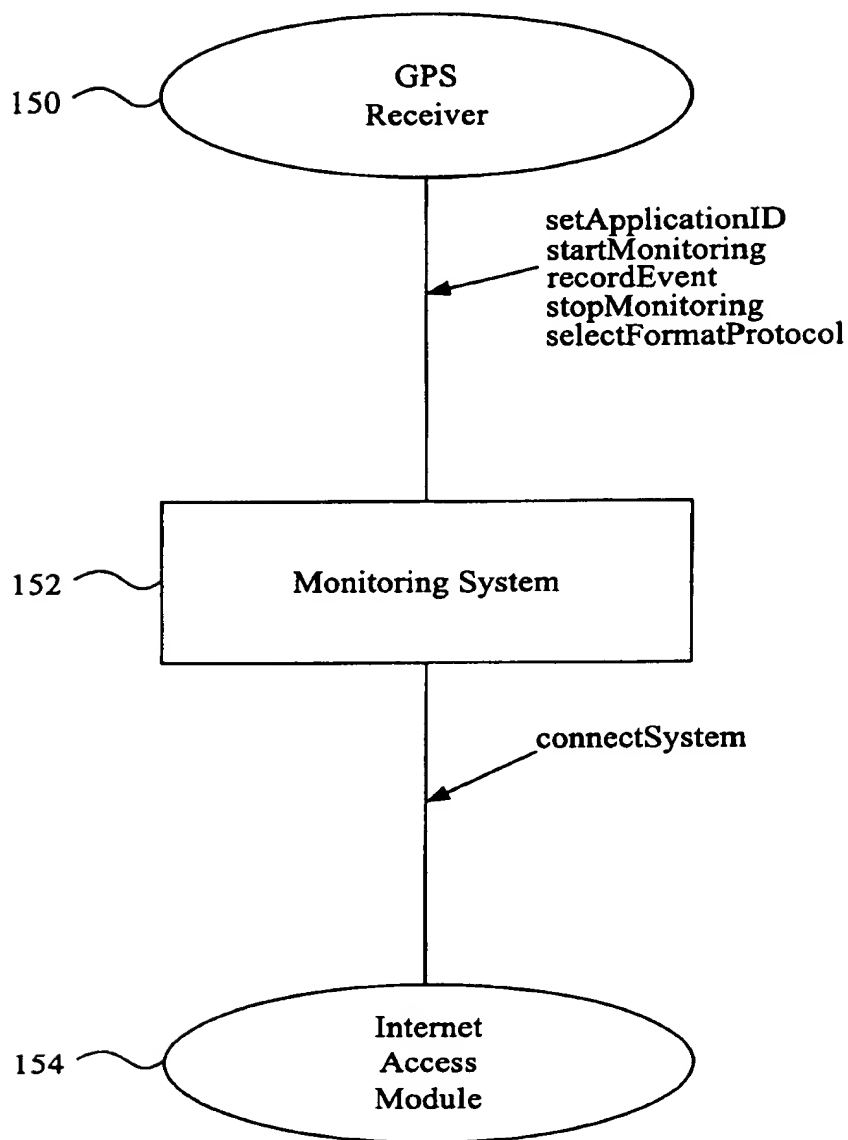 GPS
Receiver
150
setApplicationID
startMonitoring
recordEvent
stopMonitoring
selectFormatProtocol
152
Monitoring System
connectSystem
154
Internet
Access
Module